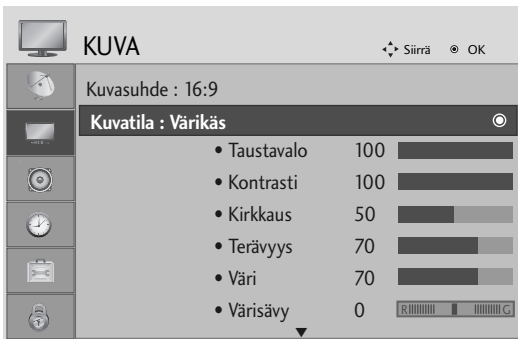 KUVA Siirrä OK
Kuvasuhde : 16:9
Kuvatila : Värikäs
• Taustavalo 100
• Kontrasti 100
• Kirkkaus 50
• Terävyys 70
• Väri 70
• Värisävy 0 R G